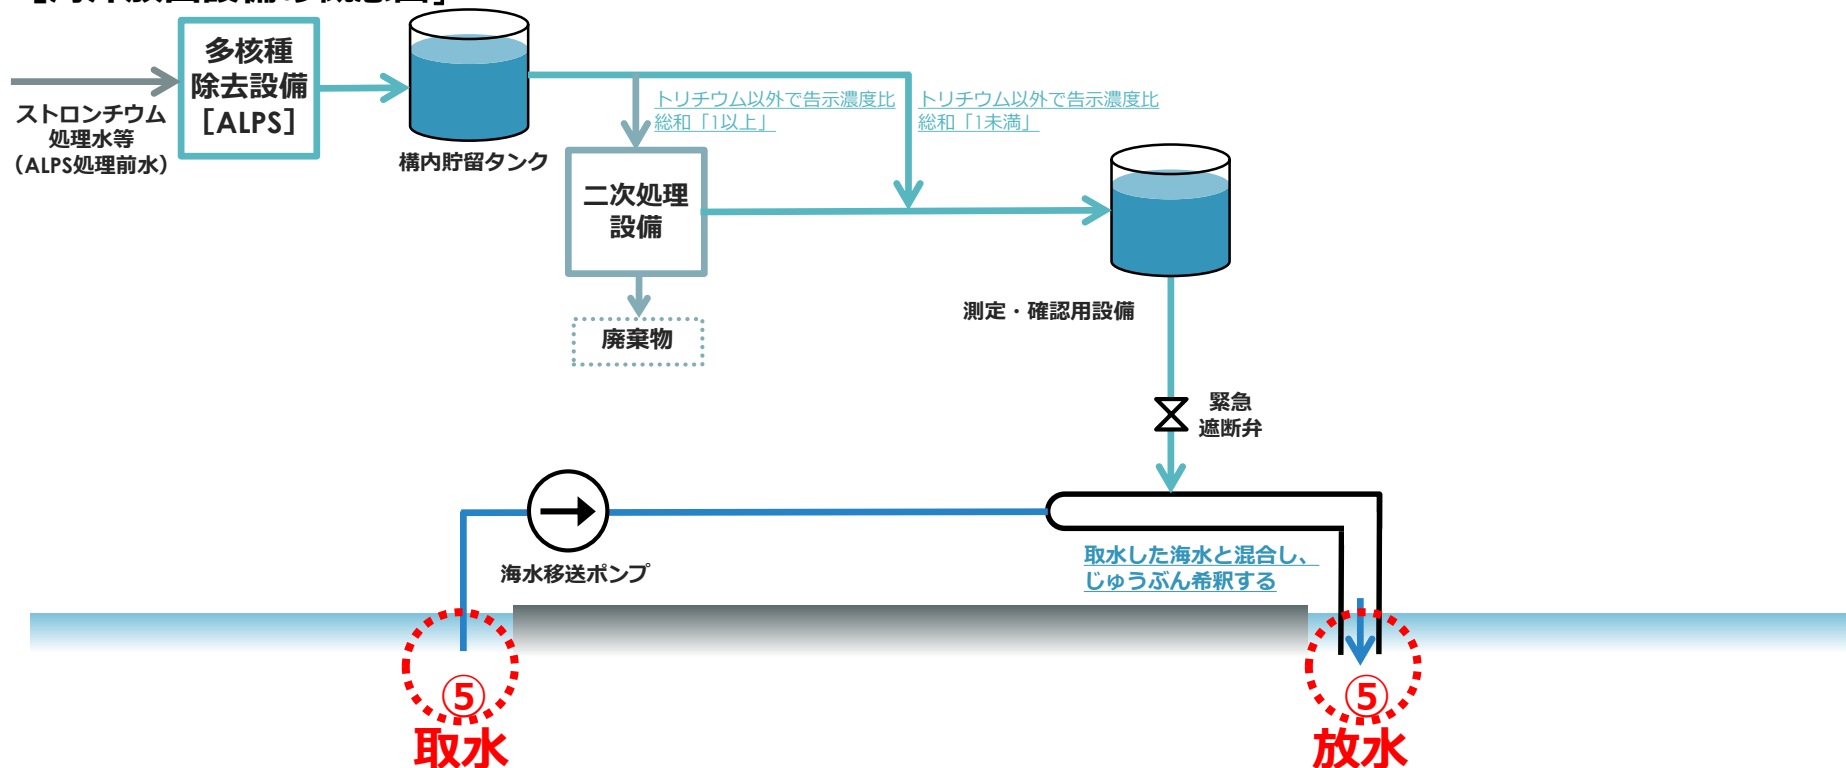 多核種
除去設備
［ALPS］
ストロンチウム
処理水等
（ALPS処理前水）
構内貯留タンク
トリチウム以外で告示濃度比
総和「1以上」
トリチウム以外で告示濃度比
総和「1未満」
二次処理
設備
廃棄物
測定・確認用設備
緊急
遮断弁
海水移送ポンプ
取水した海水と混合し、
じゅうぶん希釈する
⑤
取水
⑤
放水